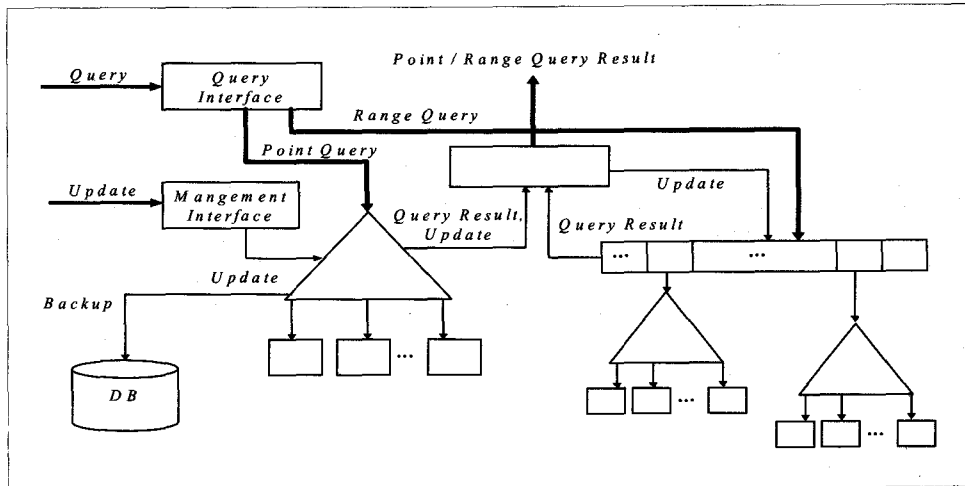 Point / Range Query Result
Query
Query
Interface
Range Query
Point Query
Update
Mangement
Interface
Update
Query Result,
Update
Query Result
...
...
Update
Backup
...
...
...
DB